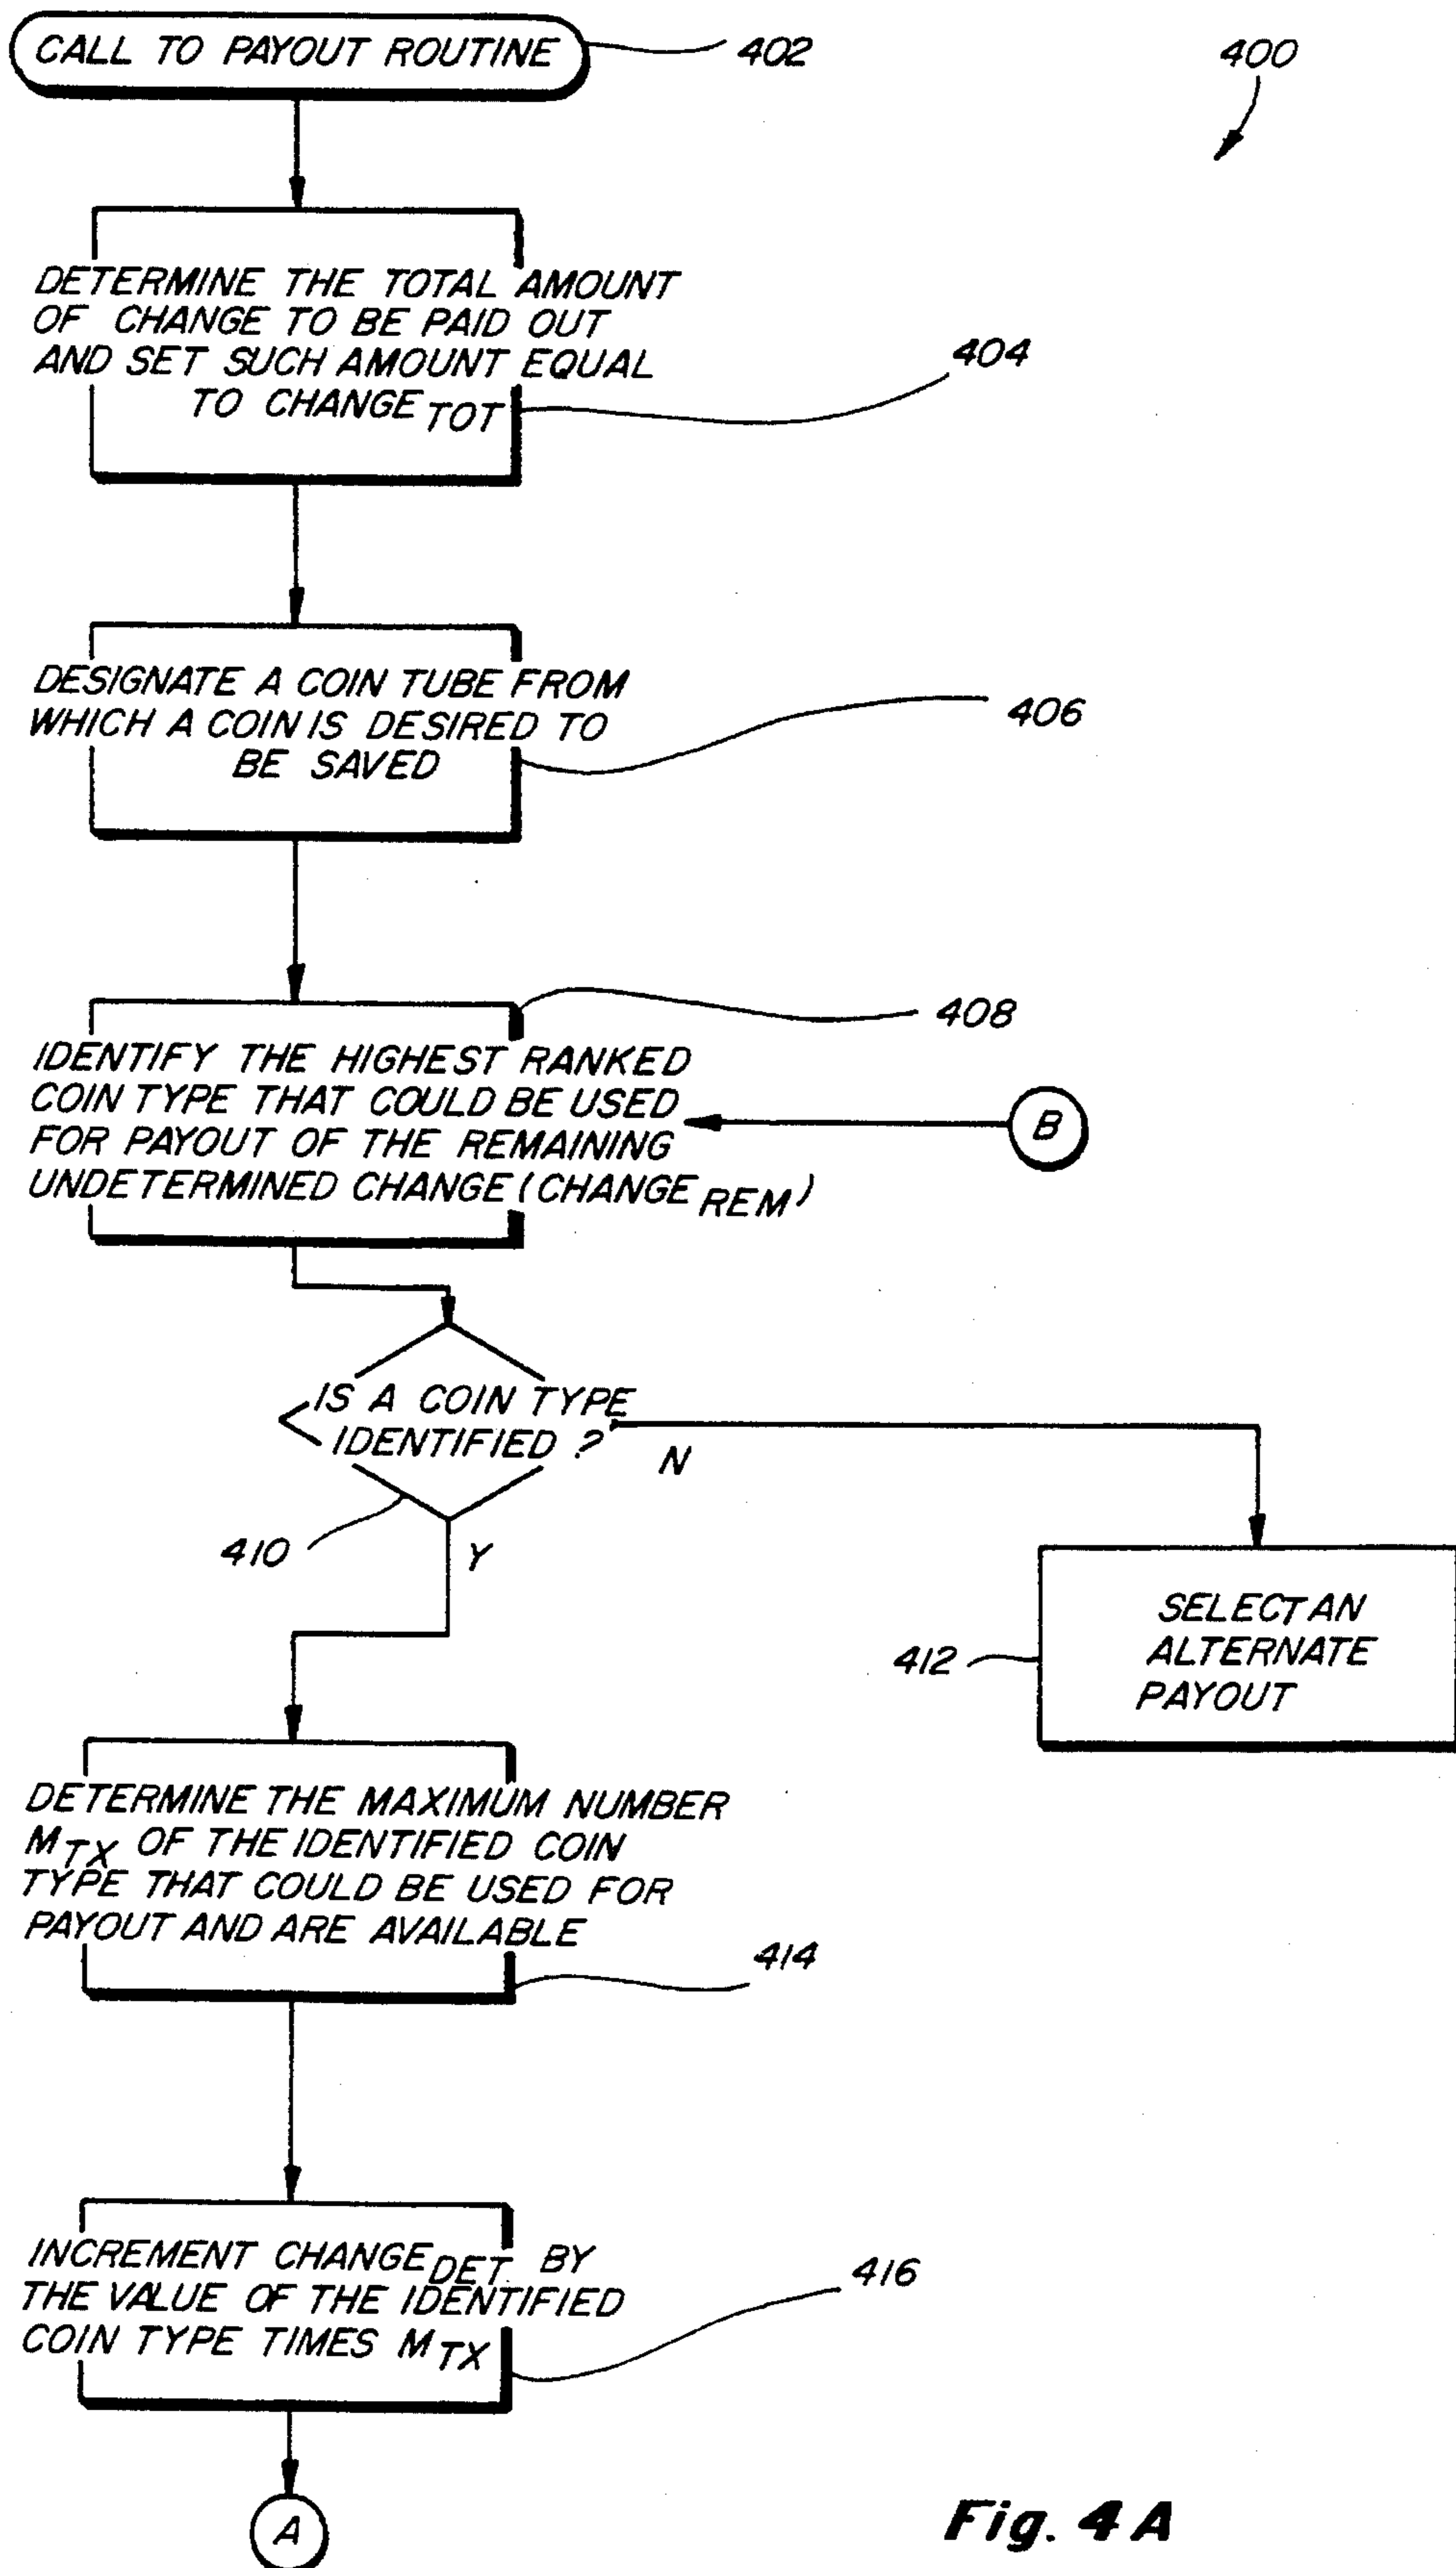 CALL TO PAYOUT ROUTINE
402
400
DETERMINE THE TOTAL AMOUNT
OF CHANGE TO BE PAID OUT
AND SET SUCH AMOUNT EQUAL
TO CHANGE TOT
404
DESIGNATE A COIN TUBE FROM
WHICH A COIN IS DESIRED TO
BE SAVED
406
408
IDENTIFY THE HIGHEST RANKED
COIN TYPE THAT COULD BE USED
FOR PAYOUT OF THE REMAINING
UNDETERMINED CHANGE (CHANGE REM)
B
IS A COIN TYPE
IDENTIFIED ?
N
410
Y
SELECT AN
ALTERNATE
PAYOUT
412
DETERMINE THE MAXIMUM NUMBER
M TX OF THE IDENTIFIED COIN
TYPE THAT COULD BE USED FOR
PAYOUT AND ARE AVAILABLE
414
INCREMENT CHANGE DET. BY
THE VALUE OF THE IDENTIFIED
COIN TYPE TIMES M TX
416
A
Fig. 4A